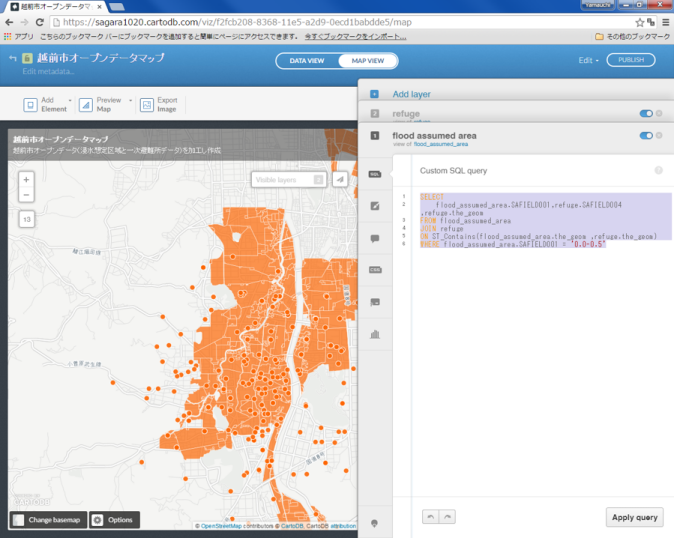 越前市オープンデータマッ
Yamauchi
https://sagara1020.cartodb.com/viz/f2fcb208-8368-11e5-a2d9-0ecd1babdde5/map
アプリ こちらのブックマーク バーにブックマークを追加すると簡単にページにアクセスできます。 今すぐブックマークをインポート... その他のブックマーク
越前市オープンデータマップ
Edit metadata...
DATA VIEW MAP VIEW
Edit PUBLISH
Add Element
Preview Map
Export Image
Add layer
2 refuge
view of refuge
1 flood assumed area
view of flood_assumed_area
越前市オープンデータマップ
越前市オープンデータ(浸水想定区域と一次避難所データ)を加工し作成
Visible layers
+
-
13
SQL
CSS
Custom SQL query
?
1 SELECT
2 flood_assumed_area.SAFIELD001,refuge.SAFIELD004
,refuge.the_geom
3 FROM flood_assumed_area
4 JOIN refuge
5 ON ST_Contains(flood_assumed_area.the_geom ,refuge.the_geom)
6 WHERE flood_assumed_area.SAFIELD001 = '0.0-0.5'
CARTODB
Change basemap Options
© OpenStreetMap contributors © CartoDB, CartoDB attribution
Apply query